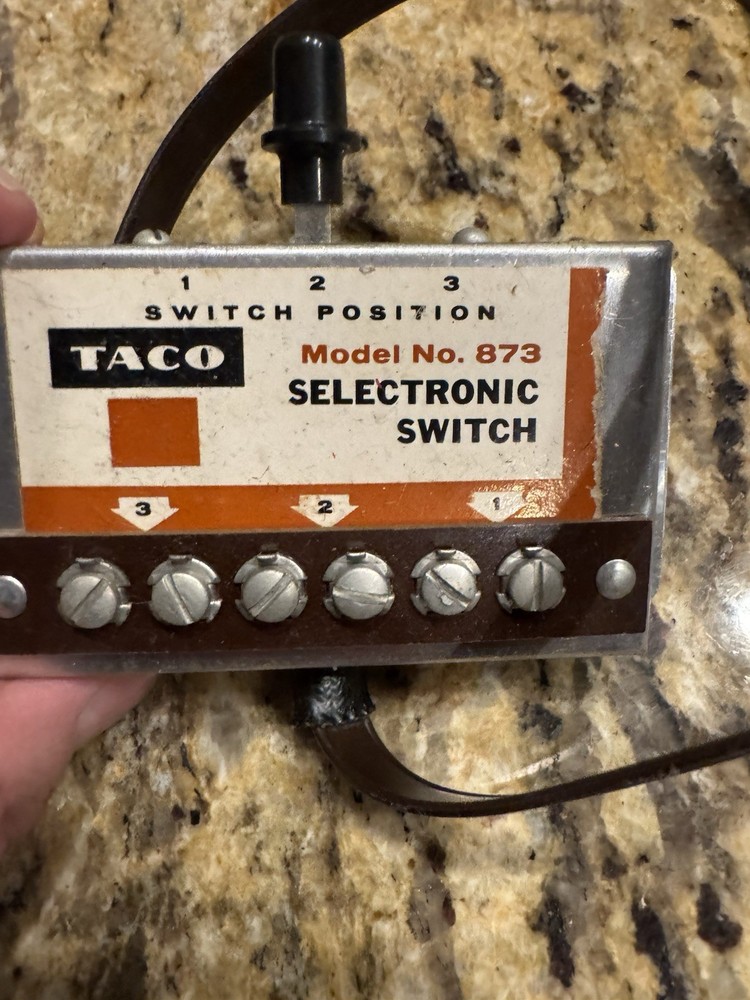 1 2 3
SWITCH POSITION
TACO
Model No. 873
SELECTRONIC
SWITCH
3 2 1